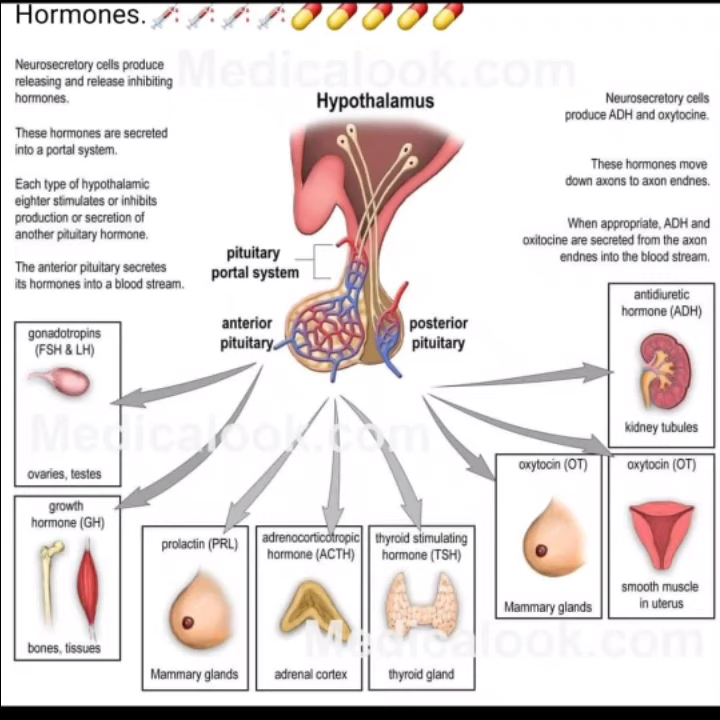 Hormones. 💉💉💉💉💊💊💊💊💊
Medicalook.com
Neurosecretory cells produce
releasing and release inhibiting
hormones.
These hormones are secreted
into a portal system.
Each type of hypothalamic
eighter stimulates or inhibits
production or secretion of
another pituitary hormone.
The anterior pituitary secretes
its hormones into a blood stream.
Hypothalamus
Neurosecretory cells
produce ADH and oxytocine.
These hormones move
down axons to axon endnes.
When appropriate, ADH and
oxitocine are secreted from the axon
endnes into the blood stream.
pituitary
portal system
anterior
pituitary
posterior
pituitary
antidiuretic
hormone (ADH)
kidney tubules
gonadotropins
(FSH & LH)
Medicalook.com
ovaries, testes
growth
hormone (GH)
bones, tissues
prolactin (PRL)
Mammary glands
adrenocorticotropic
hormone (ACTH)
adrenal cortex
thyroid stimulating
hormone (TSH)
thyroid gland
oxytocin (OT)
Mammary glands
oxytocin (OT)
smooth muscle
in uterus
Medicalook.com